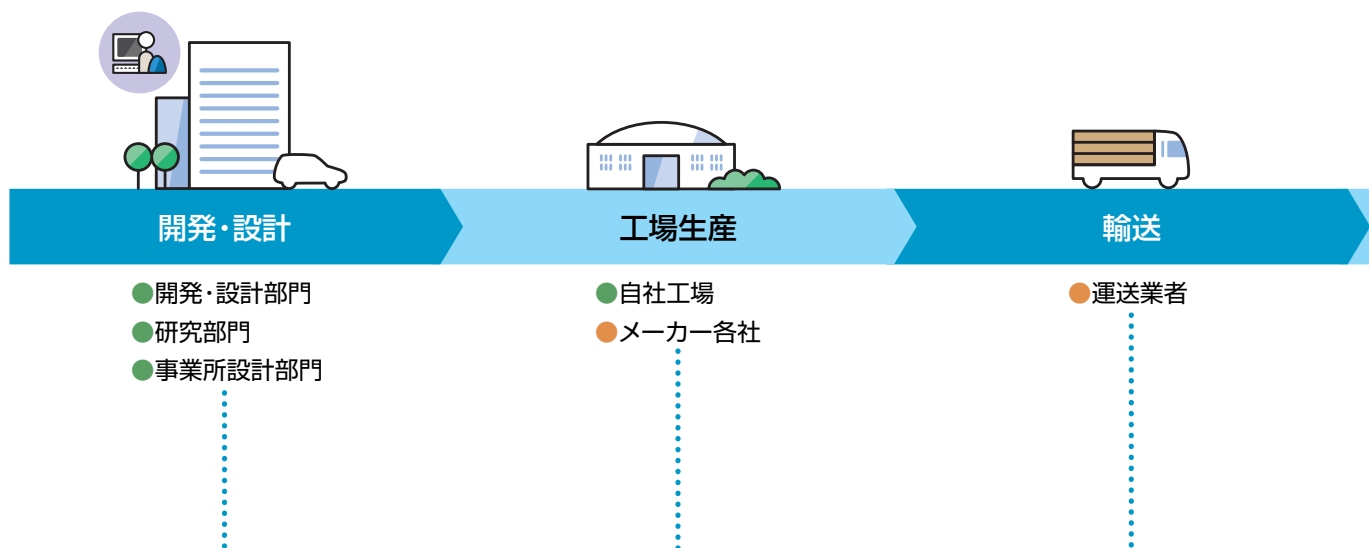 開発・設計
工場生産
輸送
●開発・設計部門
●研究部門
●事業所設計部門
●自社工場
●メーカー各社
●運送業者